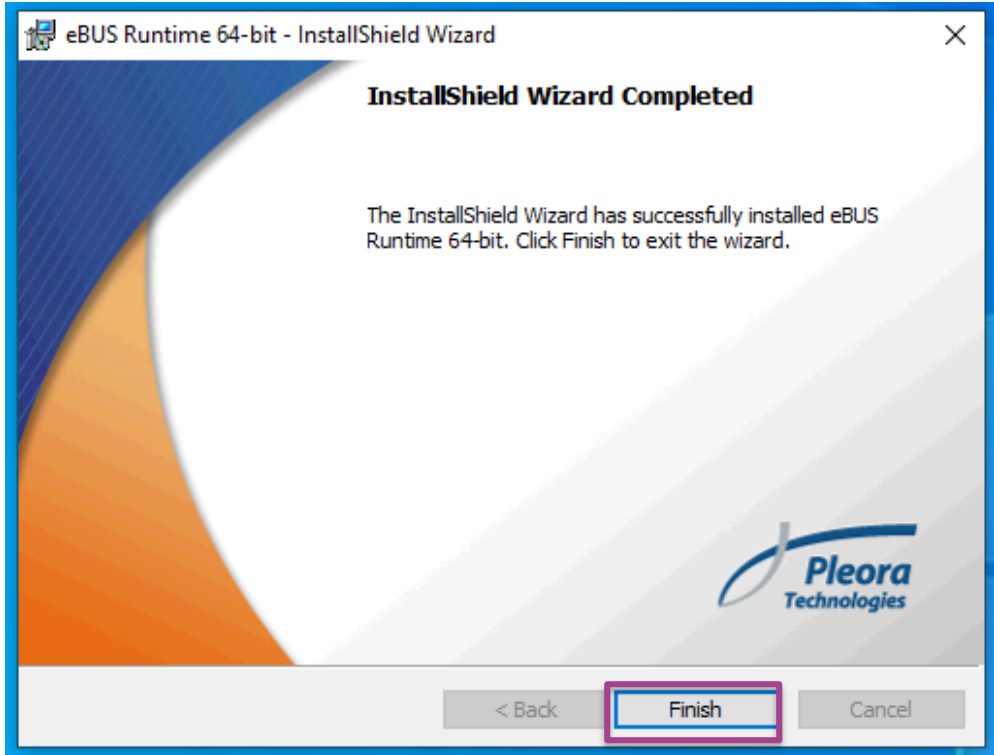 eBUS Runtime 64-bit - InstallShield Wizard
InstallShield Wizard Completed
The InstallShield Wizard has successfully installed eBUS
Runtime 64-bit. Click Finish to exit the wizard.
Pleora
Technologies
< Back
Finish
Cancel